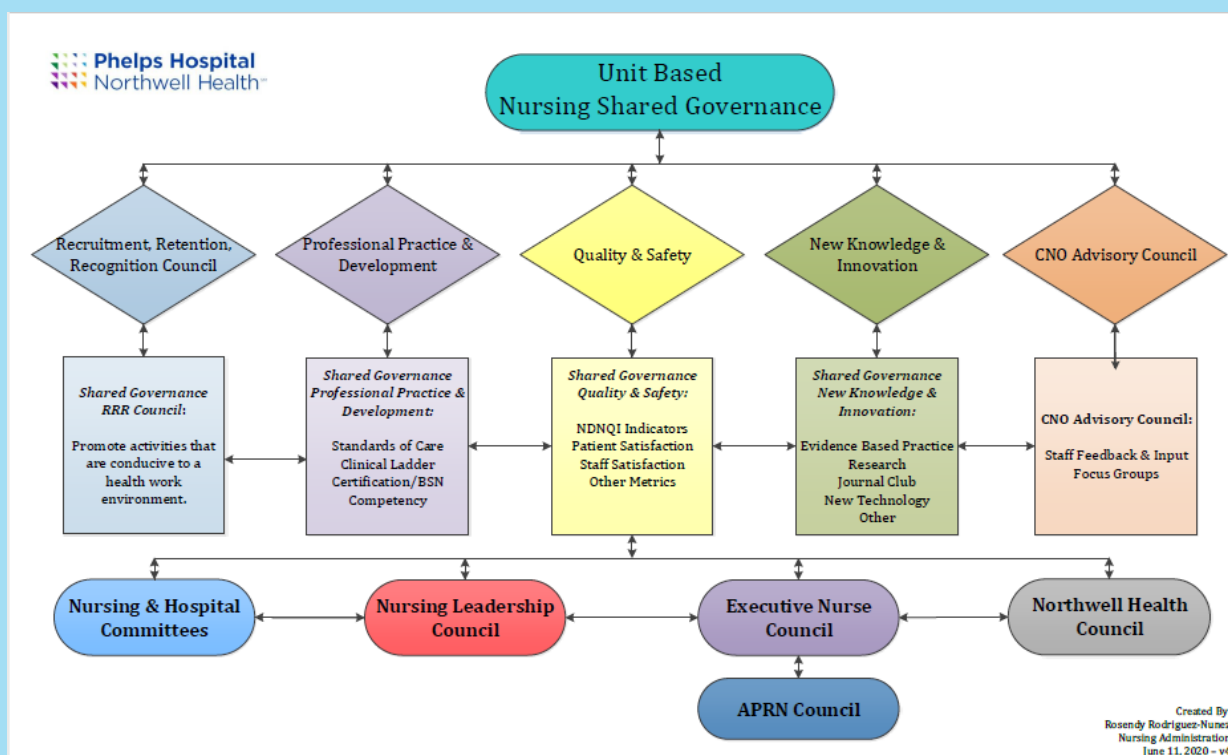 Phelps Hospital
Northwell Health
Unit Based
Nursing Shared Governance
Recruitment, Retention,
Recognition Council
Professional Practice &
Development
Quality & Safety
New Knowledge &
Innovation
CNO Advisory Council
Shared Governance
RRR Council:
Promote activities that
are conducive to a
health work
environment.
Shared Governance
Professional Practice &
Development:
Standards of Care
Clinical Ladder
Certification/BSN
Competency
Shared Governance
Quality & Safety:
NDNQI Indicators
Patient Satisfaction
Staff Satisfaction
Other Metrics
Shared Governance
New Knowledge &
Innovation:
Evidence Based Practice
Research
Journal Club
New Technology
Other
CNO Advisory Council:
Staff Feedback & Input
Focus Groups
Nursing & Hospital
Committees
Nursing Leadership
Council
Executive Nurse
Council
Northwell Health
Council
APRN Council
Created By
Rosendy Rodriguez-Nunez
Nursing Administration
June 11, 2020 –